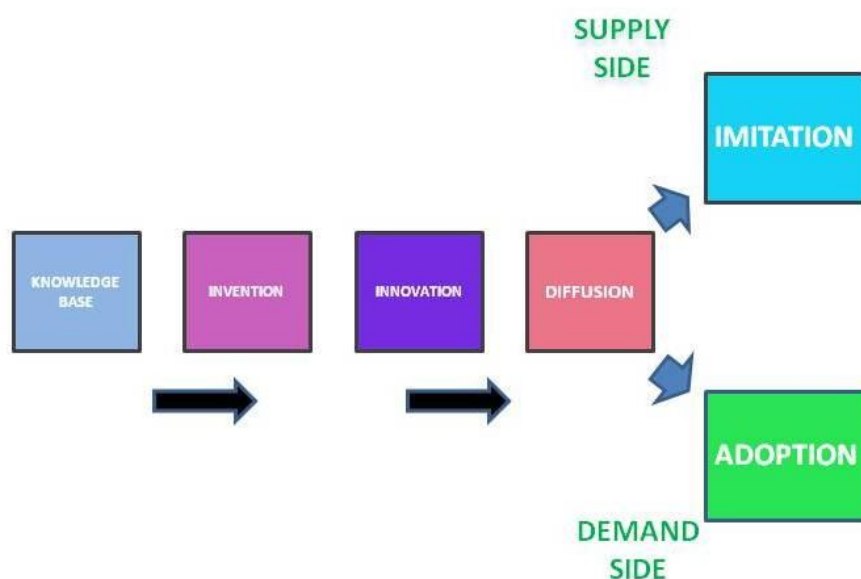 SUPPLY
SIDE
IMITATION
KNOWLEDGE
BASE
INVENTION
INNOVATION
DIFFUSION
ADOPTION
DEMAND
SIDE